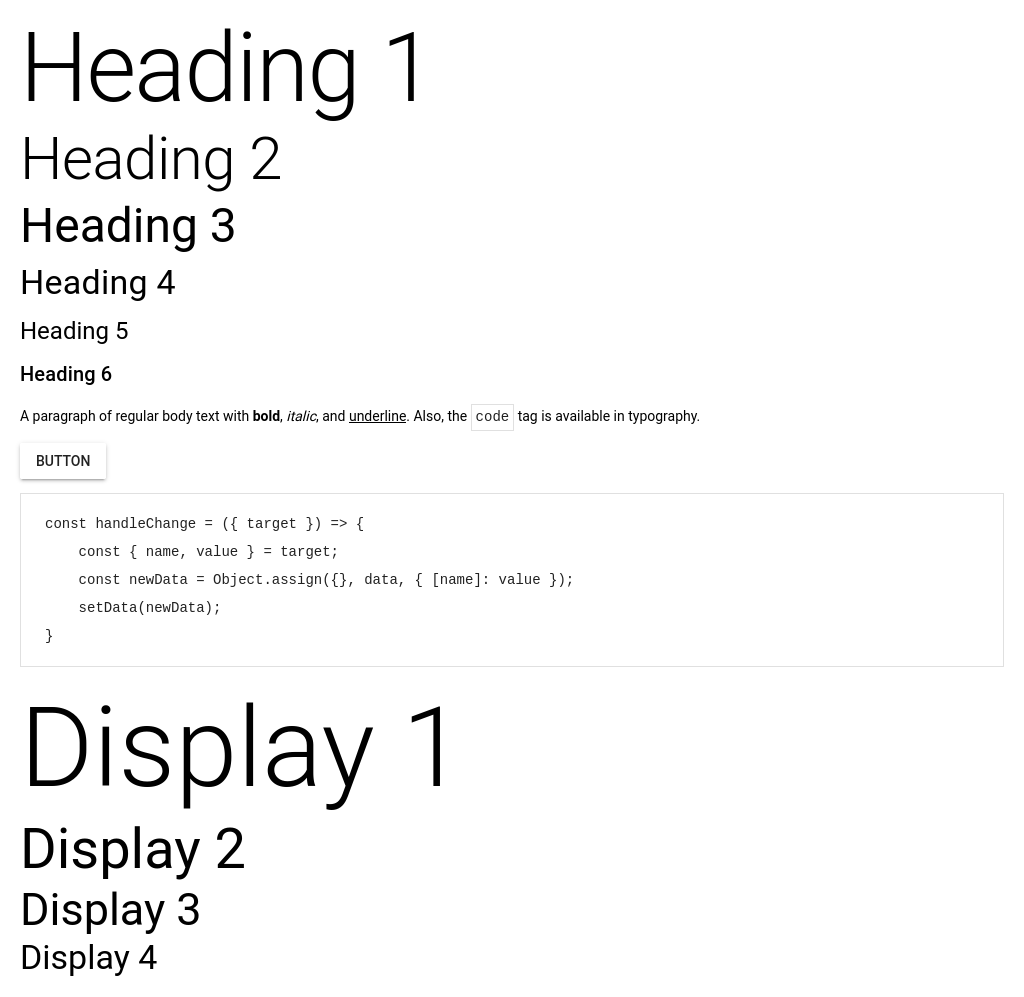 Heading 1
Heading 2
Heading 3
Heading 4
Heading 5
Heading 6
A paragraph of regular body text with bold, italic, and underline. Also, the code tag is available in typography.
BUTTON
const handleChange = ({ target }) => {
    const { name, value } = target;
    const newData = Object.assign({}, data, { [name]: value });
    setData(newData);
}
Display 1
Display 2
Display 3
Display 4